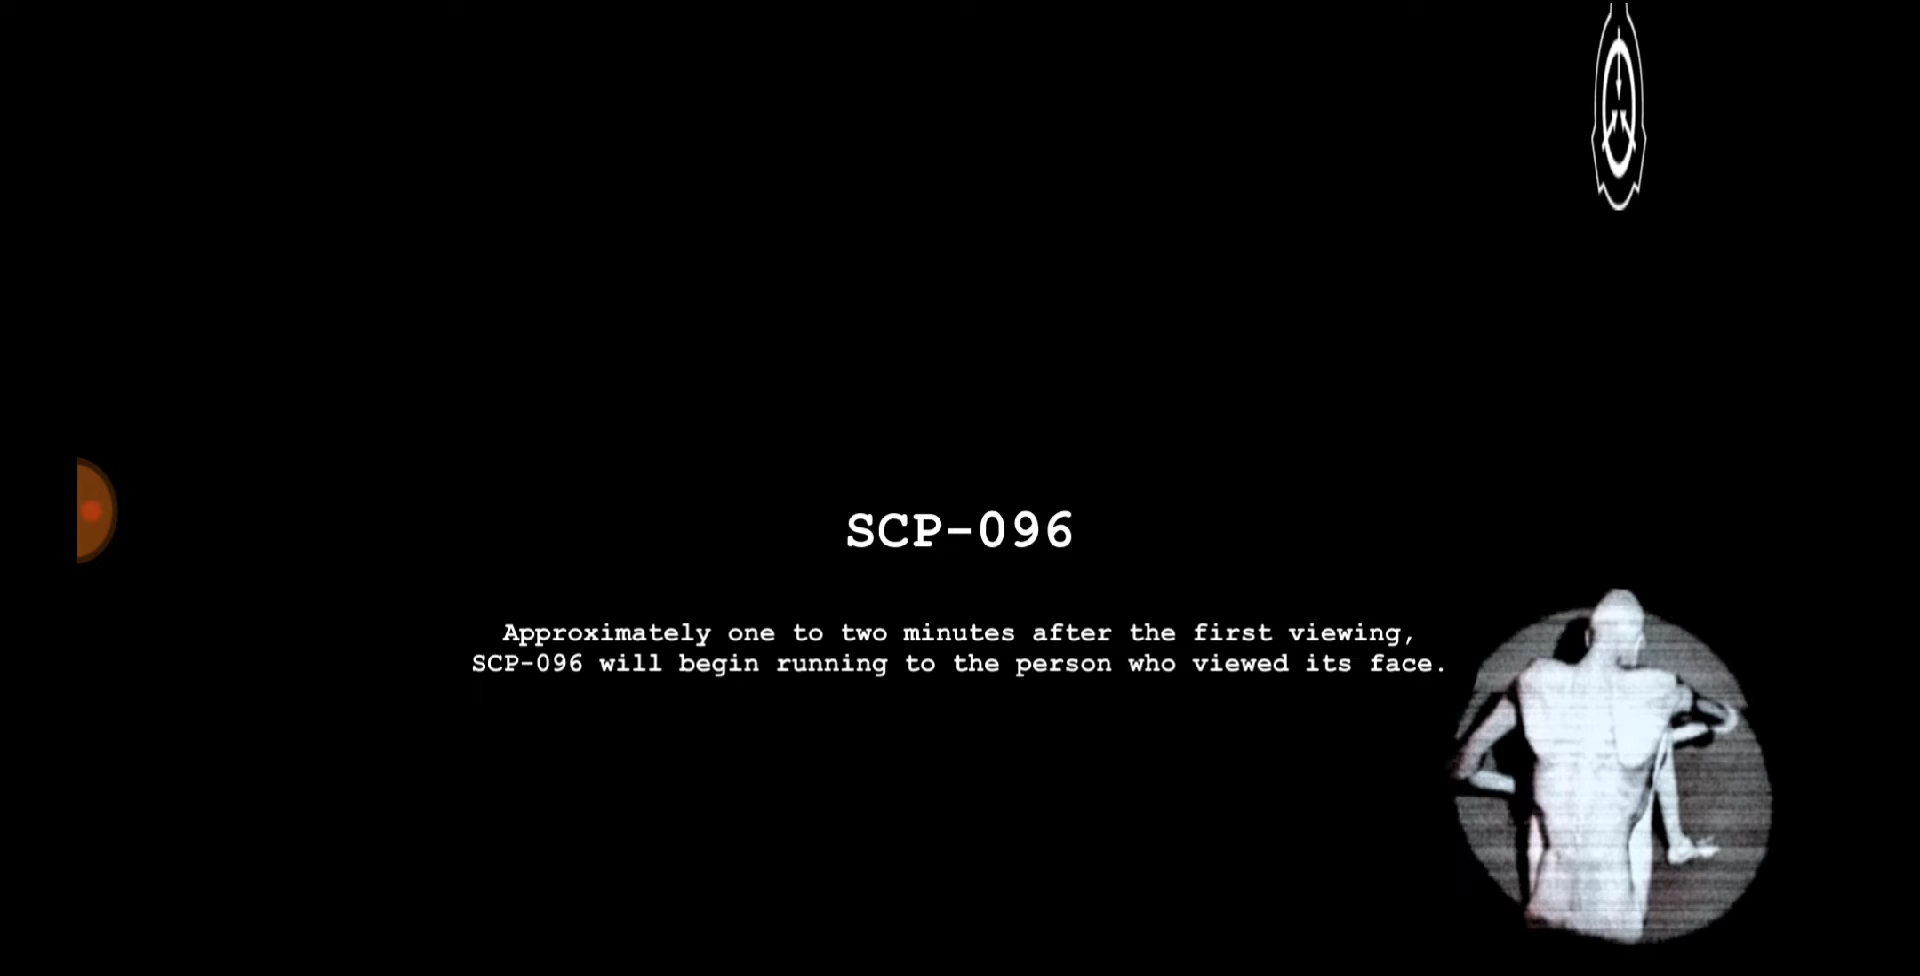 SCP-096
Approximately one to two minutes after the first viewing,
SCP-096 will begin running to the person who viewed its face.